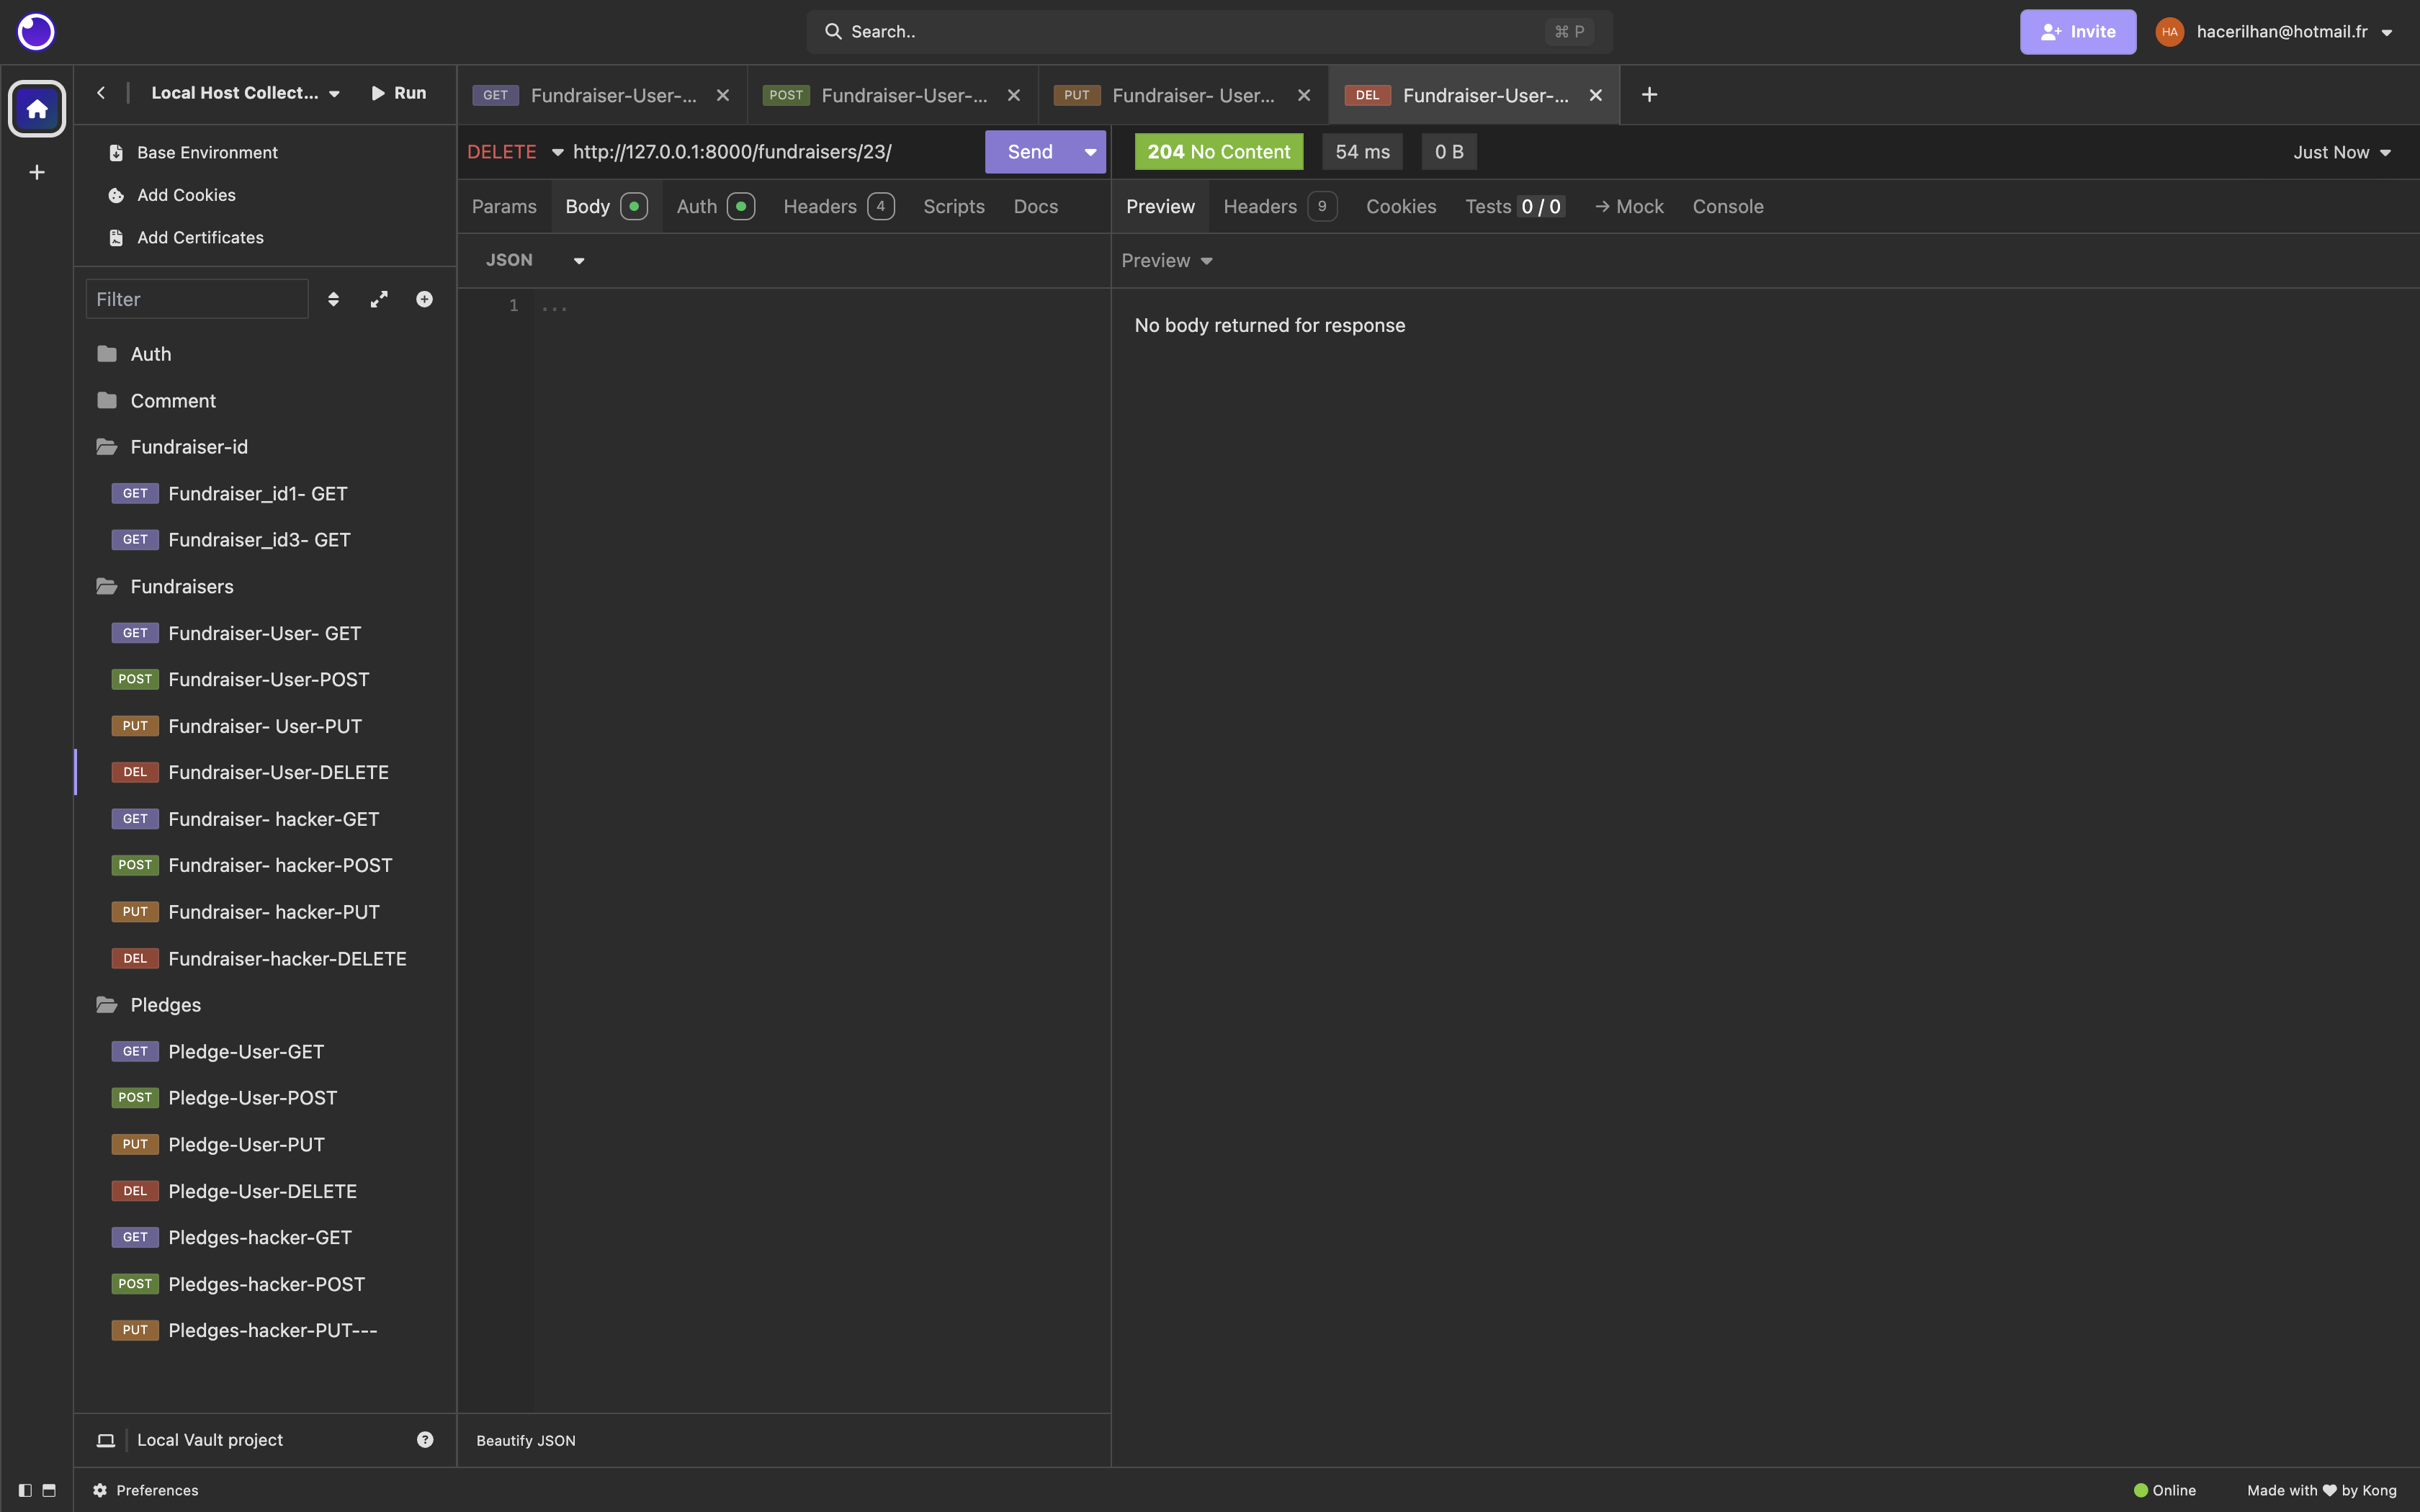 Search..
⌘ P
Invite
HA
hacerilhan@hotmail.fr
Local Host Collect...
Run
Base Environment
Add Cookies
Add Certificates
Filter
Auth
Comment
Fundraiser-id
GET Fundraiser_id1- GET
GET Fundraiser_id3- GET
Fundraisers
GET Fundraiser-User- GET
POST Fundraiser-User-POST
PUT Fundraiser- User-PUT
DEL Fundraiser-User-DELETE
GET Fundraiser- hacker-GET
POST Fundraiser- hacker-POST
PUT Fundraiser- hacker-PUT
DEL Fundraiser-hacker-DELETE
Pledges
GET Pledge-User-GET
POST Pledge-User-POST
PUT Pledge-User-PUT
DEL Pledge-User-DELETE
GET Pledges-hacker-GET
POST Pledges-hacker-POST
PUT Pledges-hacker-PUT---
Local Vault project
GET Fundraiser-User-...
POST Fundraiser-User-...
PUT Fundraiser- User...
DEL Fundraiser-User-...
DELETE http://127.0.0.1:8000/fundraisers/23/ Send
Params Body Auth Headers 4 Scripts Docs
JSON
1 ...
Beautify JSON
204 No Content 54 ms 0 B Just Now
Preview Headers 9 Cookies Tests 0 / 0 → Mock Console
Preview
No body returned for response
Preferences
Online
Made with ♥ by Kong